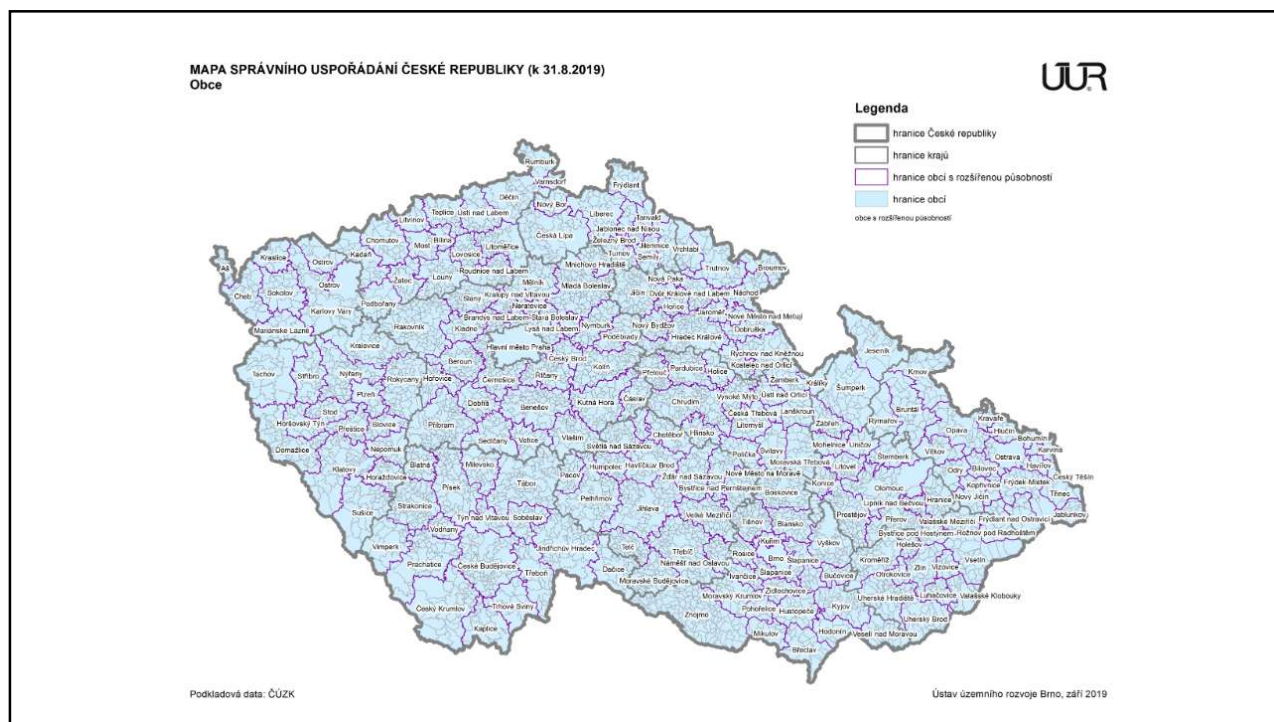 MAPA SPRÁVNÍHO USPOŘÁDÁNÍ ČESKÉ REPUBLIKY (k 31.8.2019)
Obce
UUR
Legenda
hranice České republiky
hranice krajů
hranice obcí s rozšířenou působností
hranice obcí
obce s rozšířenou působností
Rumburk
Varnsdorf
Frýdlant
Děčín
Nový Bor
Liberec
Teplice
Ústí nad Labem
Tanvald
Litvínov
Jablonec nad Nisou
Česká Lípa
Železný Brod
Chomutov
Most
Bílina
Litoměřice
Jilemnice
Vrchlabí
Kadaň
Lovosice
Turnov
Semily
Kraslice
Ostrov
Mnichovo Hradiště
Trutnov
Broumov
Aš
Roudnice nad Labem
Louny
Žatec
Mělník
Nová Paka
Ostrov
Mladá Boleslav
Jičín
Dvůr Králové nad Labem
Náchod
Cheb
Sokolov
Slaný
Kralupy nad Vltavou
Hořice
Karlovy Vary
Podbořany
Neratovice
Jaroměř
Nové Město nad Metují
Brandýs nad Labem-Stará Boleslav
Mariánské Lázně
Rakovník
Kladno
Lysá nad Labem
Nymburk
Nový Bydžov
Dobruška
Poděbrady
Hradec Králové
Kralovice
Hlavní město Praha
Rychnov nad Kněžnou
Jeseník
Beroun
Český Brod
Kolín
Přelouč
Pardubice
Holice
Kostelec nad Orlicí
Tachov
Stříbro
Nýřany
Rokycany
Hořovice
Černošice
Říčany
Žamberk
Králíky
Šumperk
Krnov
Plzeň
Kutná Hora
Čáslav
Chrudim
Vysoké Mýto
Ústí nad Orlicí
Dobříš
Benešov
Česká Třebová
Lanškroun
Bruntál
Stod
Horšovský Týn
Přeštice
Blovice
Příbram
Litomyšl
Zábřeh
Rýmařov
Kravaře
Opava
Hlučín
Sedlčany
Votice
Vlašim
Chotěboř
Hlinsko
Bohumín
Domažlice
Nepomuk
Světlá nad Sázavou
Svitavy
Mohelnice
Uničov
Vítkov
Ostrava
Karviná
Polička
Šternberk
Klatovy
Blatná
Milevsko
Humpolec
Havlíčkův Brod
Moravská Třebová
Litovel
Odry
Bílovec
Havířov
Horažďovice
Pacov
Žďár nad Sázavou
Nové Město na Moravě
Kopřivnice
Český Těšín
Písek
Tábor
Bystřice nad Pernštejnem
Konice
Olomouc
Frýdek-Místek
Pelhřimov
Boskovice
Hranice
Nový Jičín
Třinec
Strakonice
Jihlava
Lipník nad Bečvou
Sušice
Týn nad Vltavou
Soběslav
Velké Meziříčí
Prostějov
Přerov
Valašské Meziříčí
Frýdlant nad Ostravicí
Jablunkov
Vodňany
Tišnov
Blansko
Bystřice pod Hostýnem
Rožnov pod Radhoštěm
Vimperk
Jindřichův Hradec
Telč
Třebíč
Kuřim
Vyškov
Holešov
Rosice
Brno
Šlapanice
Kroměříž
Vsetín
Prachatice
České Budějovice
Náměšť nad Oslavou
Otrokovice
Zlín
Vizovice
Třeboň
Dačice
Ivančice
Šlapanice
Bučovice
Moravské Budějovice
Židlochovice
Luhačovice
Valašské Klobouky
Český Krumlov
Trhové Sviny
Moravský Krumlov
Uherské Hradiště
Znojmo
Pohořelice
Hustopeče
Kyjov
Uherský Brod
Kaplice
Mikulov
Hodonín
Veselí nad Moravou
Břeclav
Podkladová data: ČÚZK
Ústav územního rozvoje Brno, září 2019